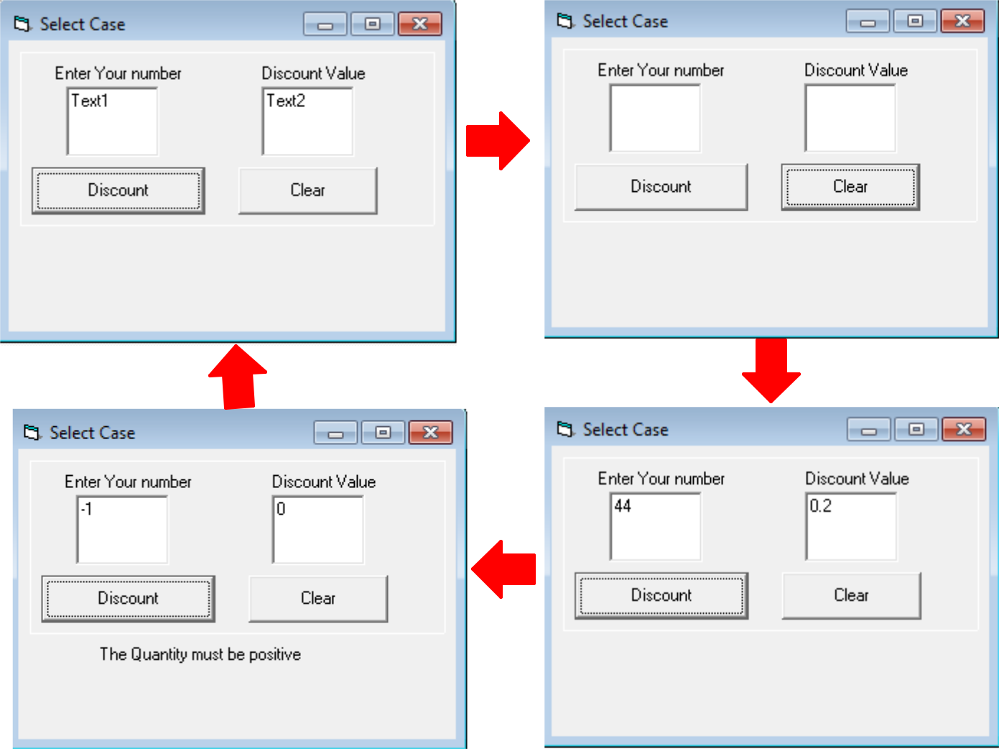 Select Case
Enter Your number Discount Value
Text1 Text2
Discount Clear
Select Case
Enter Your number Discount Value
Discount Clear
Select Case
Enter Your number Discount Value
-1 0
Discount Clear
The Quantity must be positive
Select Case
Enter Your number Discount Value
44 0.2
Discount Clear